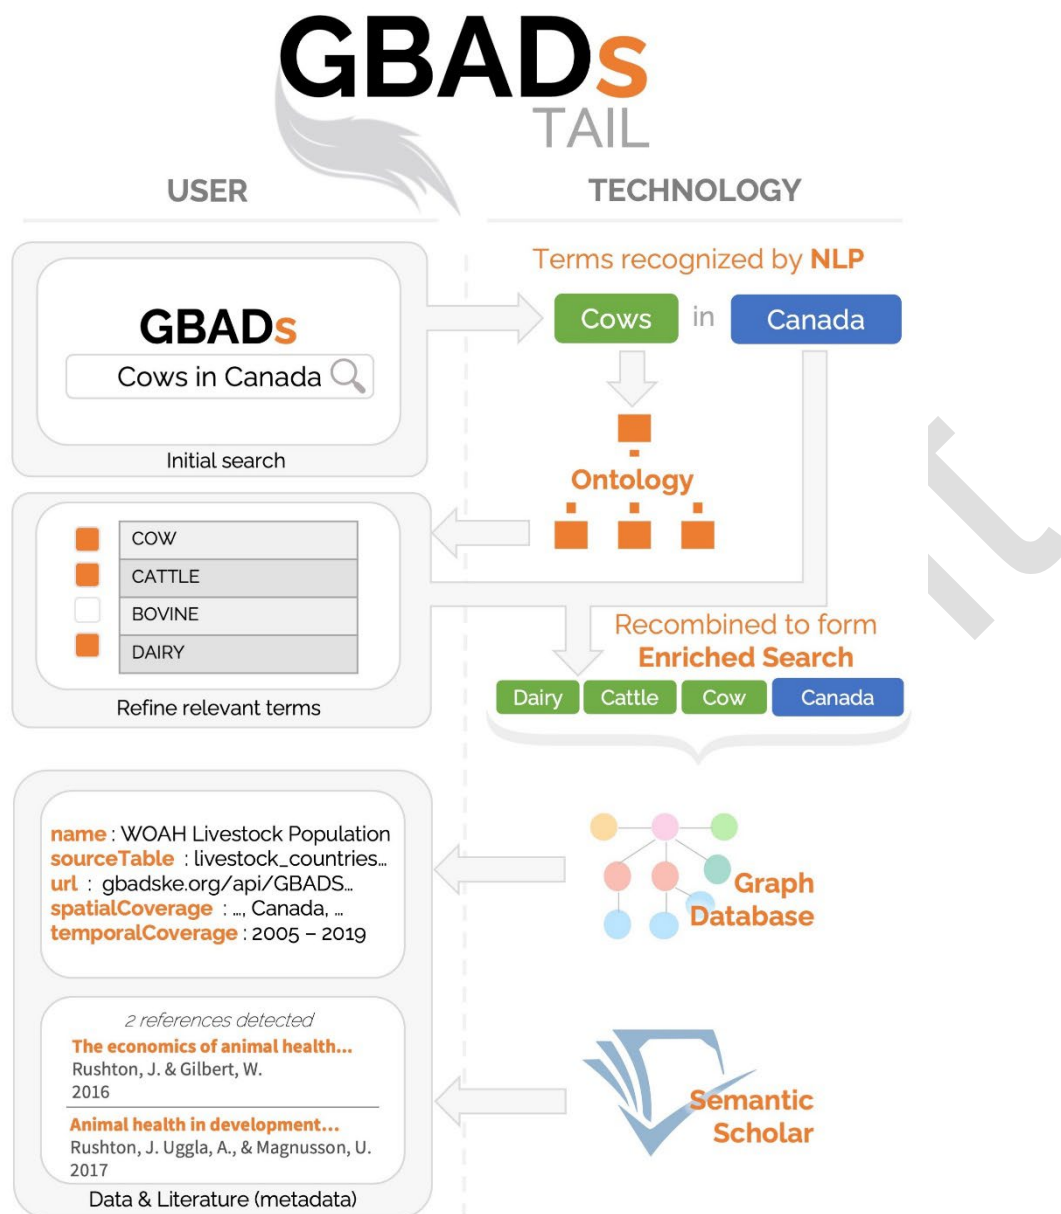 GBADs
TAIL
USER
TECHNOLOGY
GBADs
Cows in Canada
Initial search
Terms recognized by NLP
Cows in Canada
Ontology
COW
CATTLE
BOVINE
DAIRY
Refine relevant terms
Recombined to form
Enriched Search
Dairy Cattle Cow Canada
name : WOAH Livestock Population
sourceTable : livestock_countries...
url : gbadske.org/api/GBADS...
spatialCoverage : ..., Canada, ...
temporalCoverage : 2005 – 2019
Graph
Database
2 references detected
The economics of animal health...
Rushton, J. & Gilbert, W.
2016
Animal health in development...
Rushton, J. Uggla, A., & Magnusson, U.
2017
Data & Literature (metadata)
Semantic
Scholar